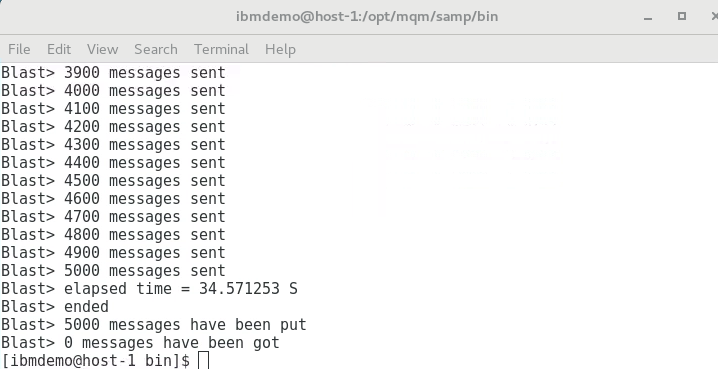 ibmdemo@host-1:/opt/mqm/samp/bin
File Edit View Search Terminal Help
Blast> 3900 messages sent
Blast> 4000 messages sent
Blast> 4100 messages sent
Blast> 4200 messages sent
Blast> 4300 messages sent
Blast> 4400 messages sent
Blast> 4500 messages sent
Blast> 4600 messages sent
Blast> 4700 messages sent
Blast> 4800 messages sent
Blast> 4900 messages sent
Blast> 5000 messages sent
Blast> elapsed time = 34.571253 S
Blast> ended
Blast> 5000 messages have been put
Blast> 0 messages have been got
[ibmdemo@host-1 bin]$